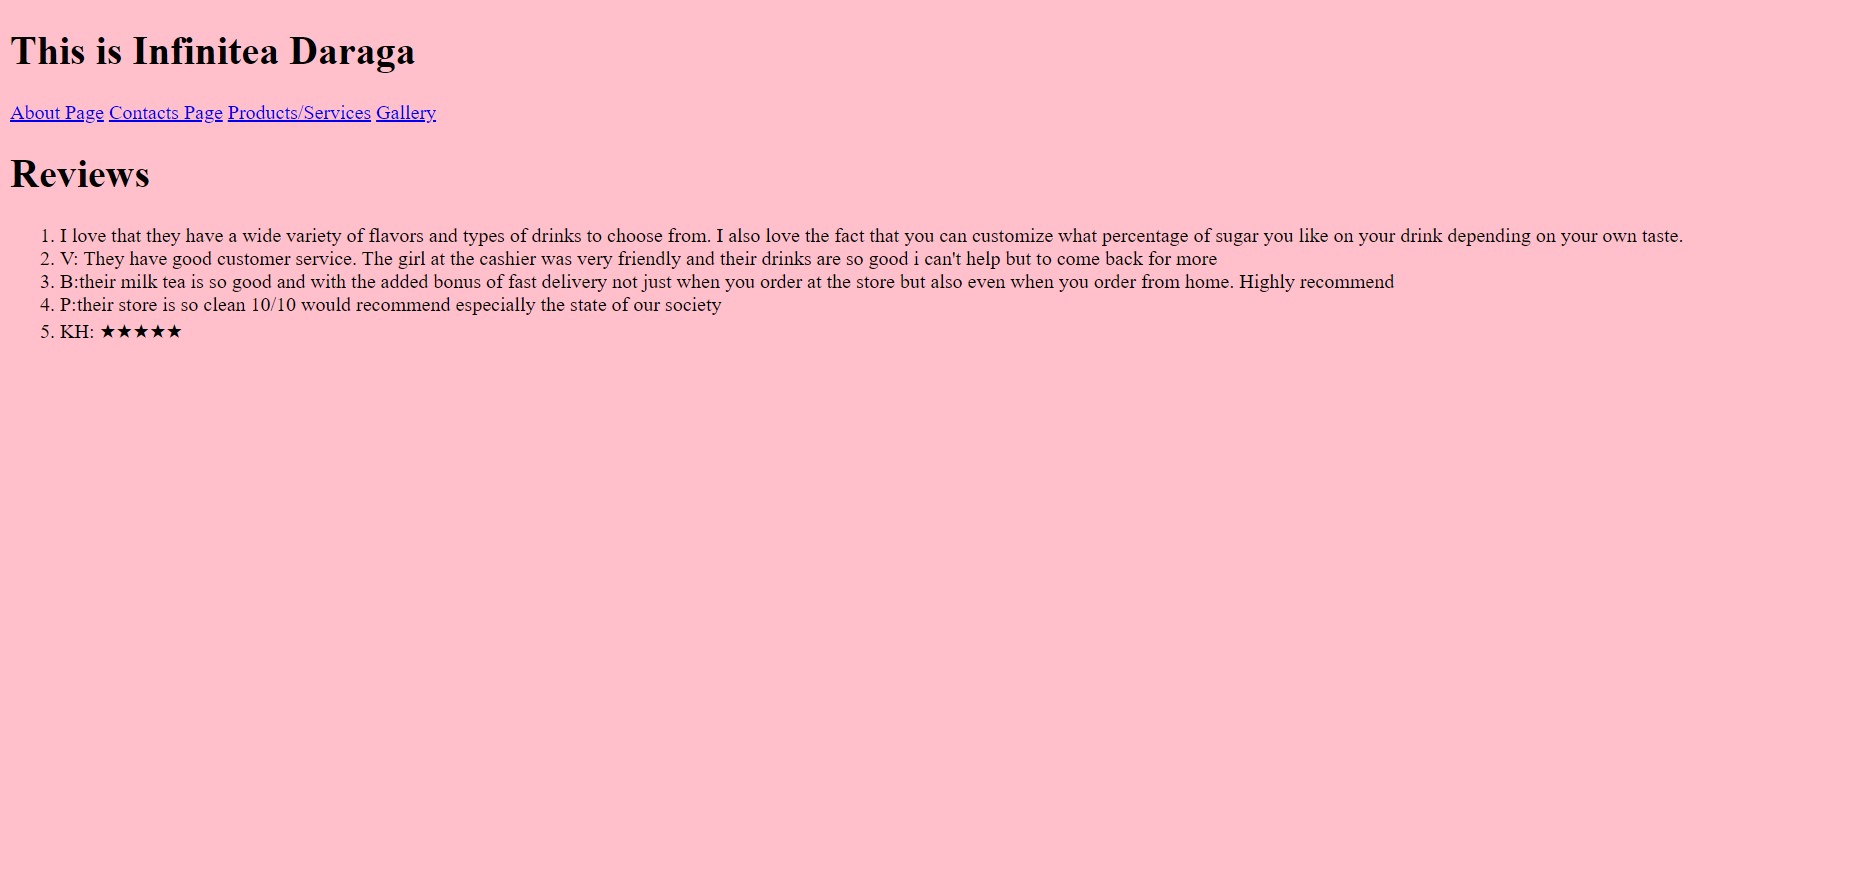 This is Infinitea Daraga
About Page Contacts Page Products/Services Gallery
Reviews
1. I love that they have a wide variety of flavors and types of drinks to choose from. I also love the fact that you can customize what percentage of sugar you like on your drink depending on your own taste.
2. V: They have good customer service. The girl at the cashier was very friendly and their drinks are so good i can't help but to come back for more
3. B:their milk tea is so good and with the added bonus of fast delivery not just when you order at the store but also even when you order from home. Highly recommend
4. P:their store is so clean 10/10 would recommend especially the state of our society
5. KH: ★★★★★